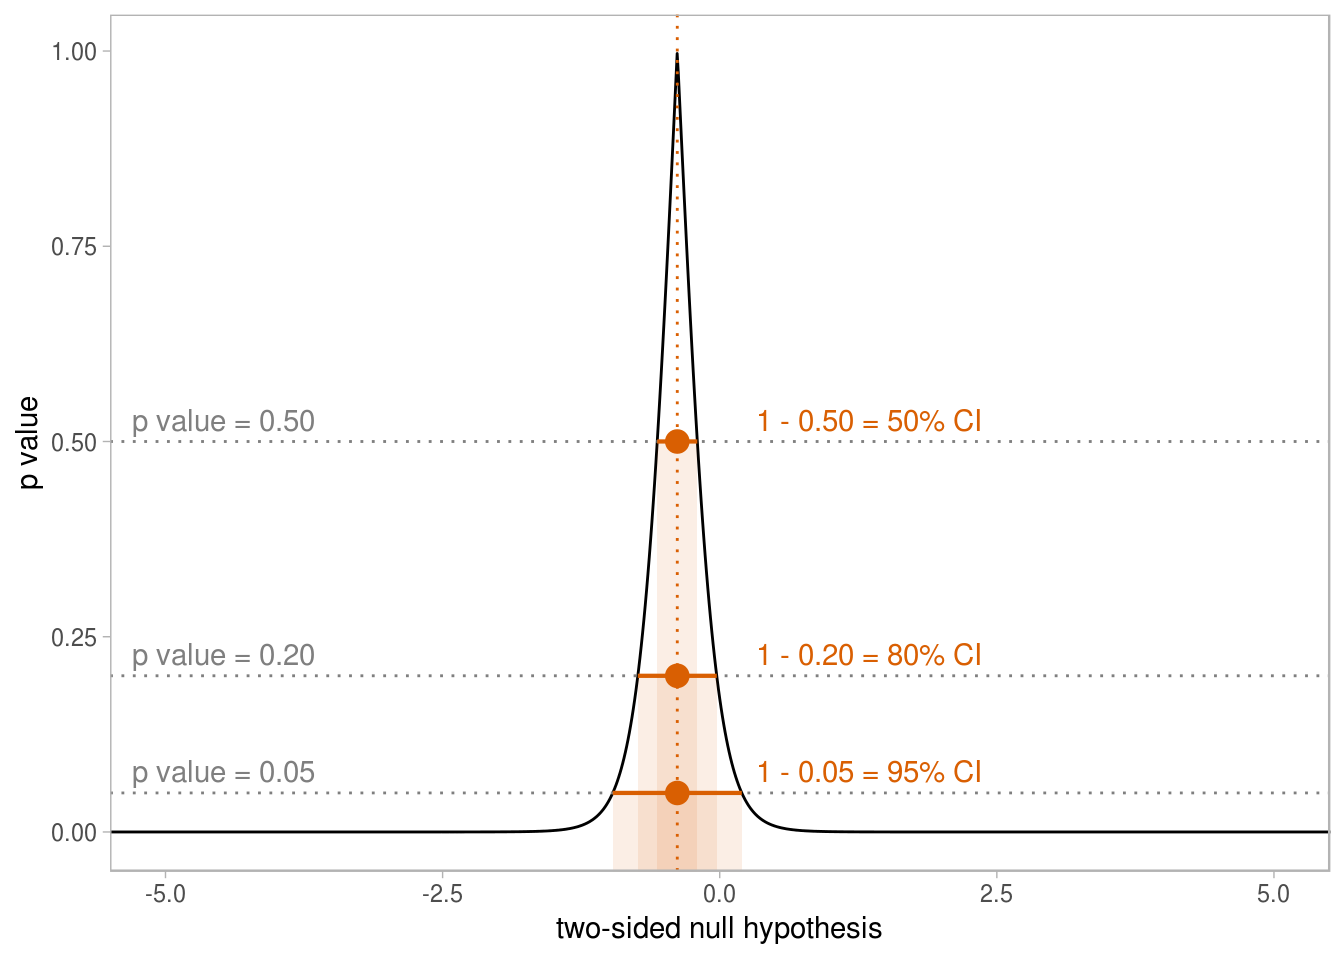 1.00
0.75
p value = 0.50
1 - 0.50 = 50% CI
0.50
p value
0.25
p value = 0.20
1 - 0.20 = 80% CI
p value = 0.05
1 - 0.05 = 95% CI
0.00
-5.0
-2.5
0.0
2.5
5.0
two-sided null hypothesis